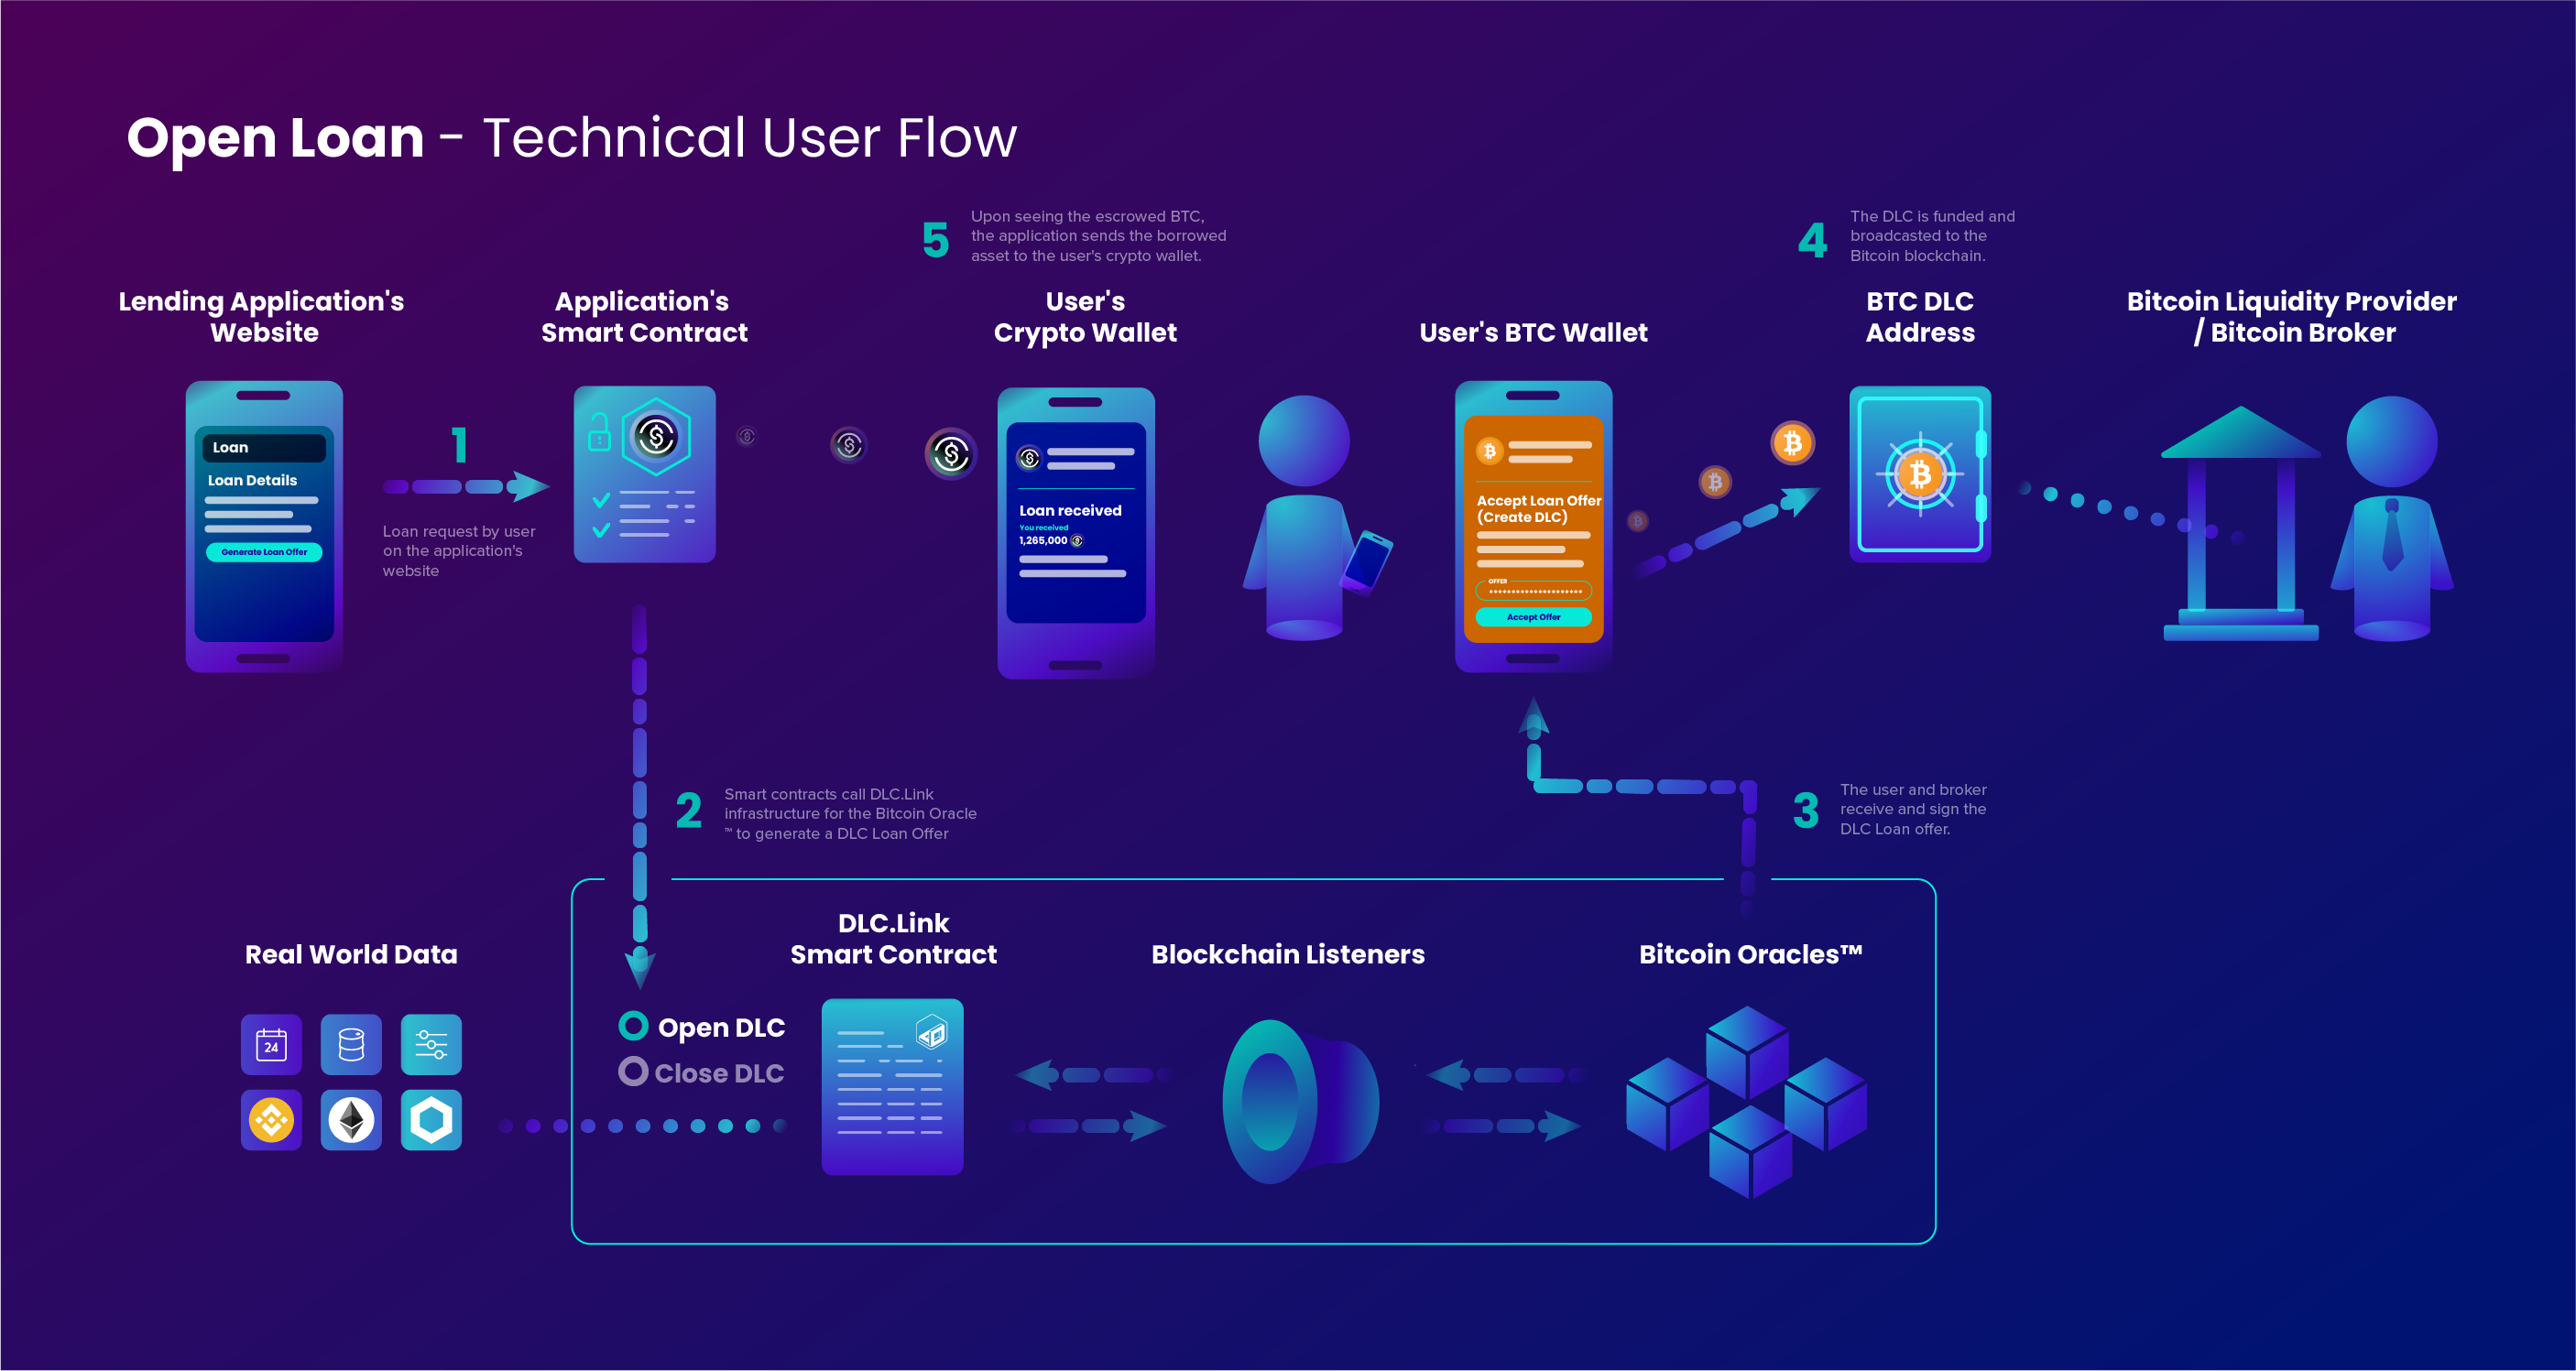 Open Loan - Technical User Flow
5
Upon seeing the escrowed BTC,
the application sends the borrowed
asset to the user's crypto wallet.
4
The DLC is funded and
broadcasted to the
Bitcoin blockchain.
Lending Application's
Website
Application's
Smart Contract
User's
Crypto Wallet
User's BTC Wallet
BTC DLC
Address
Bitcoin Liquidity Provider
/ Bitcoin Broker
Loan
Loan Details
Generate Loan Offer
1
Loan request by user
on the application's
website
Loan received
You received
1,265,000
Accept Loan Offer
(Create DLC)
OFFER
Accept Offer
2
Smart contracts call DLC.Link
infrastructure for the Bitcoin Oracle
™ to generate a DLC Loan Offer
3
The user and broker
receive and sign the
DLC Loan offer.
Real World Data
24
DLC.Link
Smart Contract
Blockchain Listeners
Bitcoin Oracles™
Open DLC
Close DLC